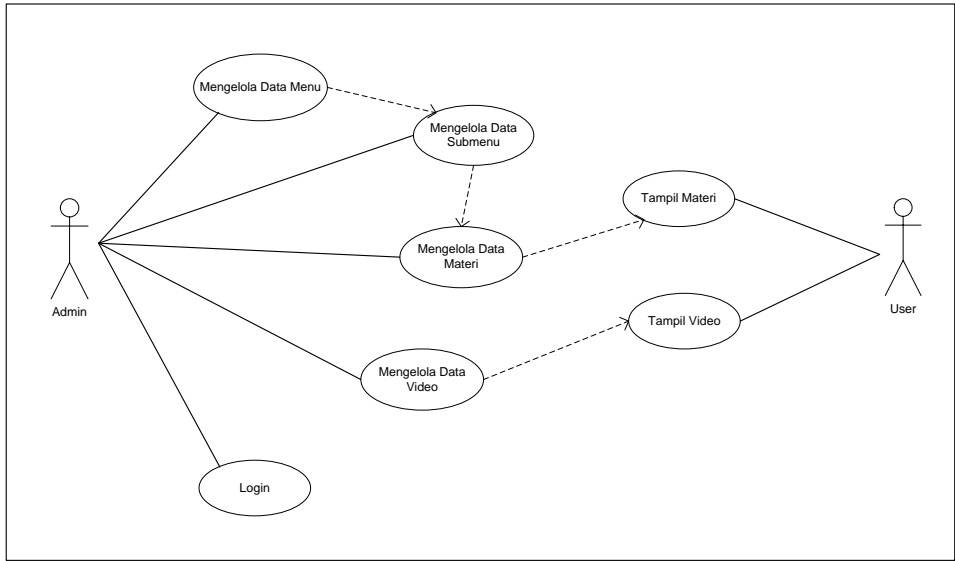 Mengelola Data Menu
Mengelola Data
Submenu
Tampil Materi
Mengelola Data
Materi
Admin
User
Tampil Video
Mengelola Data
Video
Login